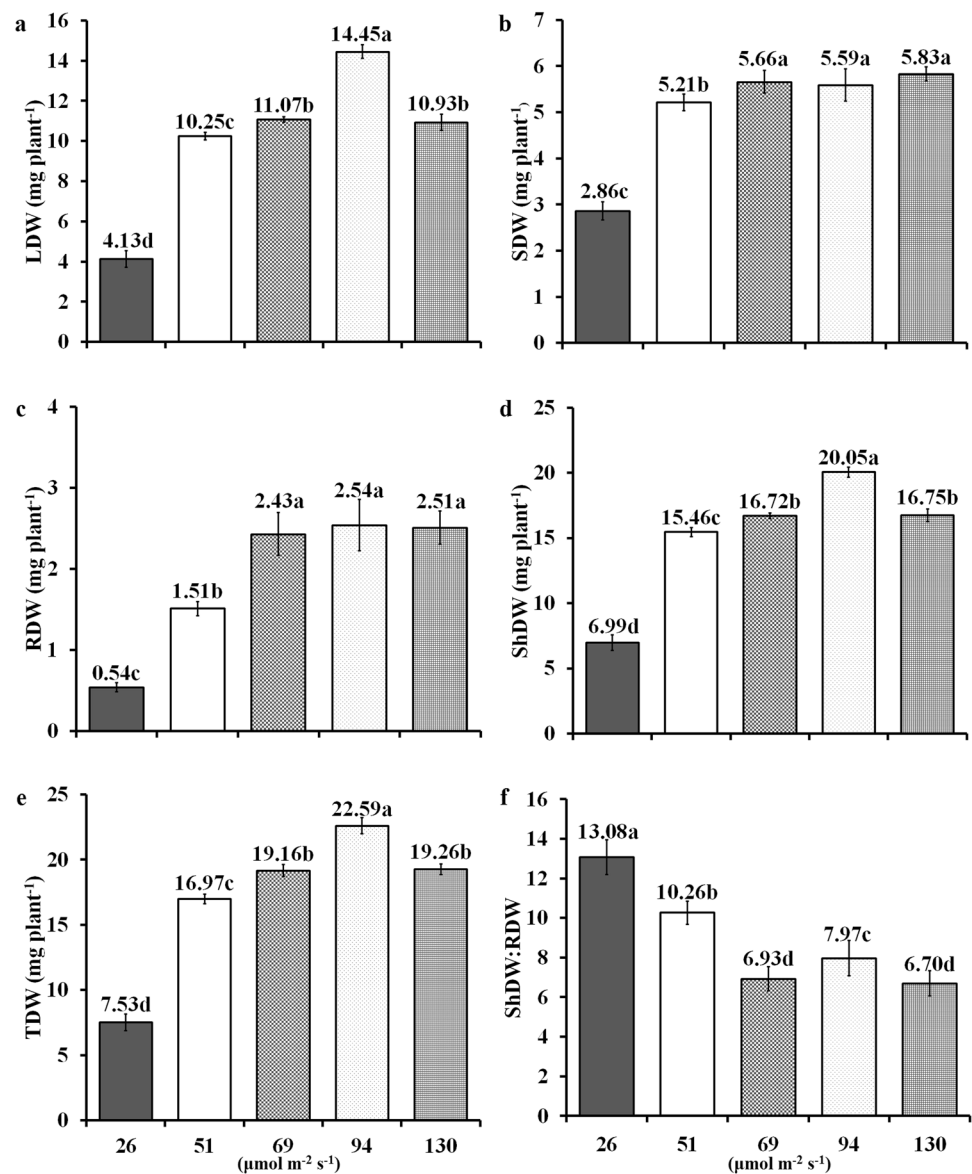 a
LDW (mg plant⁻¹)
16
14
12
10
8
6
4
2
0
4.13d
10.25c
11.07b
14.45a
10.93b
b
SDW (mg plant⁻¹)
7
6
5
4
3
2
1
0
2.86c
5.21b
5.66a
5.59a
5.83a
c
RDW (mg plant⁻¹)
4
3
2
1
0
0.54c
1.51b
2.43a
2.54a
2.51a
d
ShDW (mg plant⁻¹)
25
20
15
10
5
0
6.99d
15.46c
16.72b
20.05a
16.75b
e
TDW (mg plant⁻¹)
25
20
15
10
5
0
7.53d
16.97c
19.16b
22.59a
19.26b
26 51 69 94 130
(μmol m⁻² s⁻¹)
f
ShDW:RDW
16
14
12
10
8
6
4
2
0
13.08a
10.26b
6.93d
7.97c
6.70d
26 51 69 94 130
(μmol m⁻² s⁻¹)